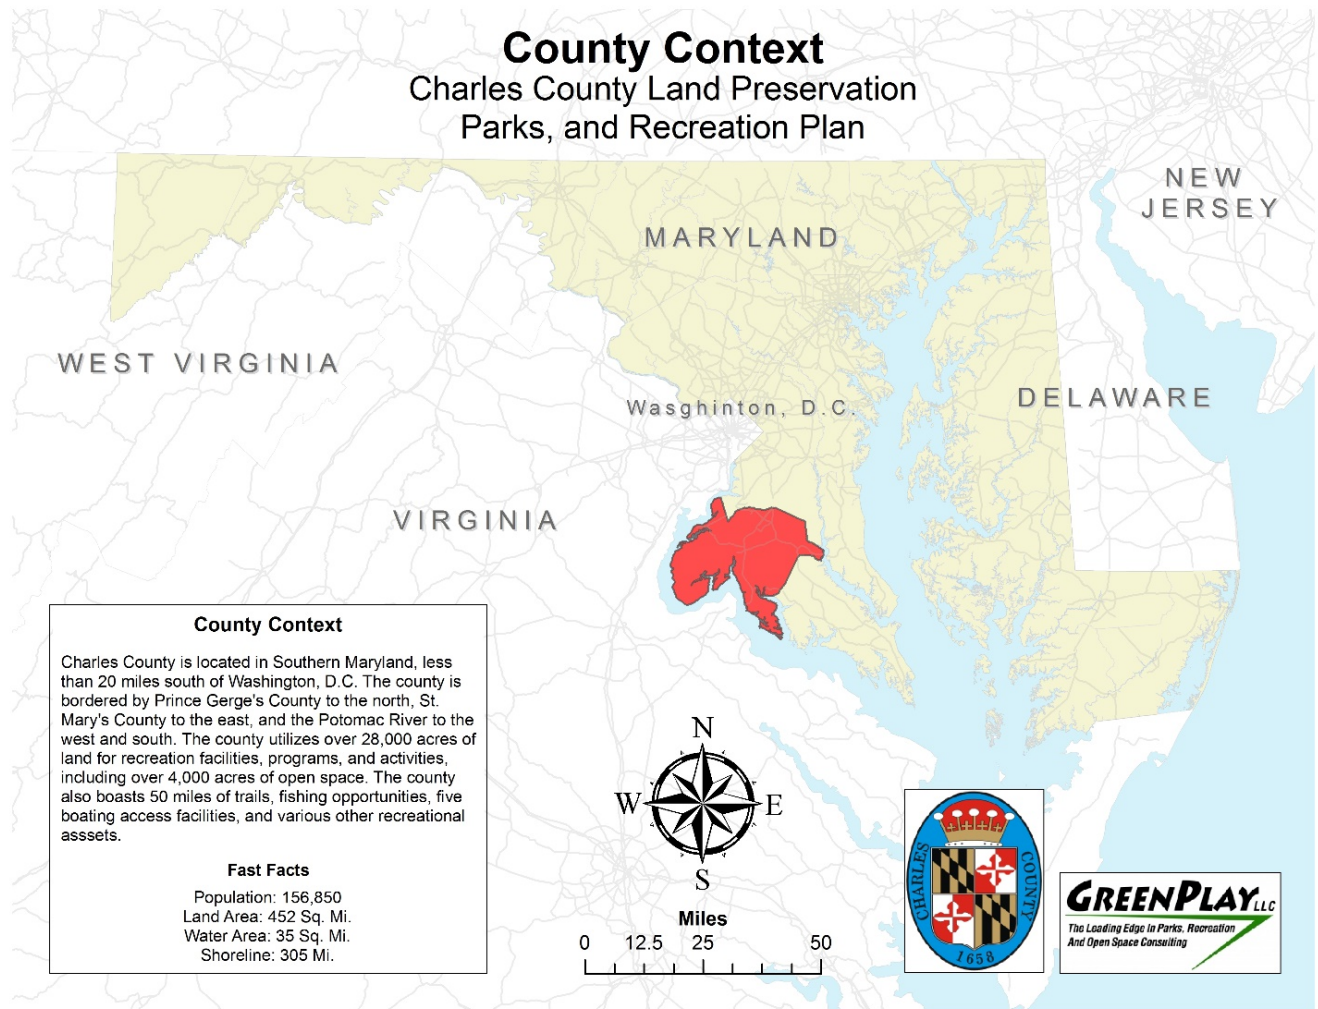 County Context
Charles County Land Preservation
Parks, and Recreation Plan
NEW
JERSEY
MARYLAND
WEST VIRGINIA
DELAWARE
Wasghinton, D.C.
VIRGINIA
County Context
Charles County is located in Southern Maryland, less
than 20 miles south of Washington, D.C. The county is
bordered by Prince Gerge's County to the north, St.
Mary's County to the east, and the Potomac River to the
west and south. The county utilizes over 28,000 acres of
land for recreation facilities, programs, and activities,
including over 4,000 acres of open space. The county
also boasts 50 miles of trails, fishing opportunities, five
boating access facilities, and various other recreational
asssets.
Fast Facts
Population: 156,850
Land Area: 452 Sq. Mi.
Water Area: 35 Sq. Mi.
Shoreline: 305 Mi.
N
W E
S
Miles
0 12.5 25 50
CHARLES COUNTY
1658
GREENPLAY LLC
The Leading Edge In Parks, Recreation
And Open Space Consulting